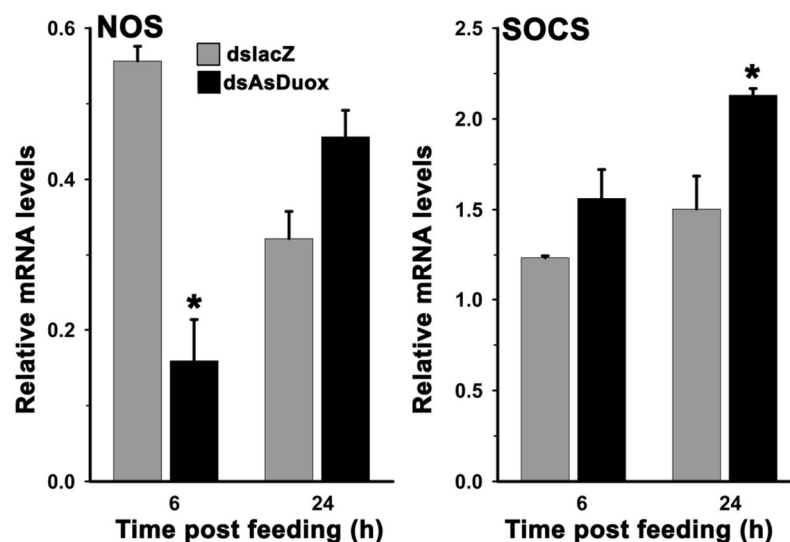 NOS
dslacZ
dsAsDuox
Relative mRNA levels
0.6
0.4
0.2
0.0
*
6 24
Time post feeding (h)
SOCS
Relative mRNA levels
2.5
2.0
1.5
1.0
0.5
0.0
*
6 24
Time post feeding (h)